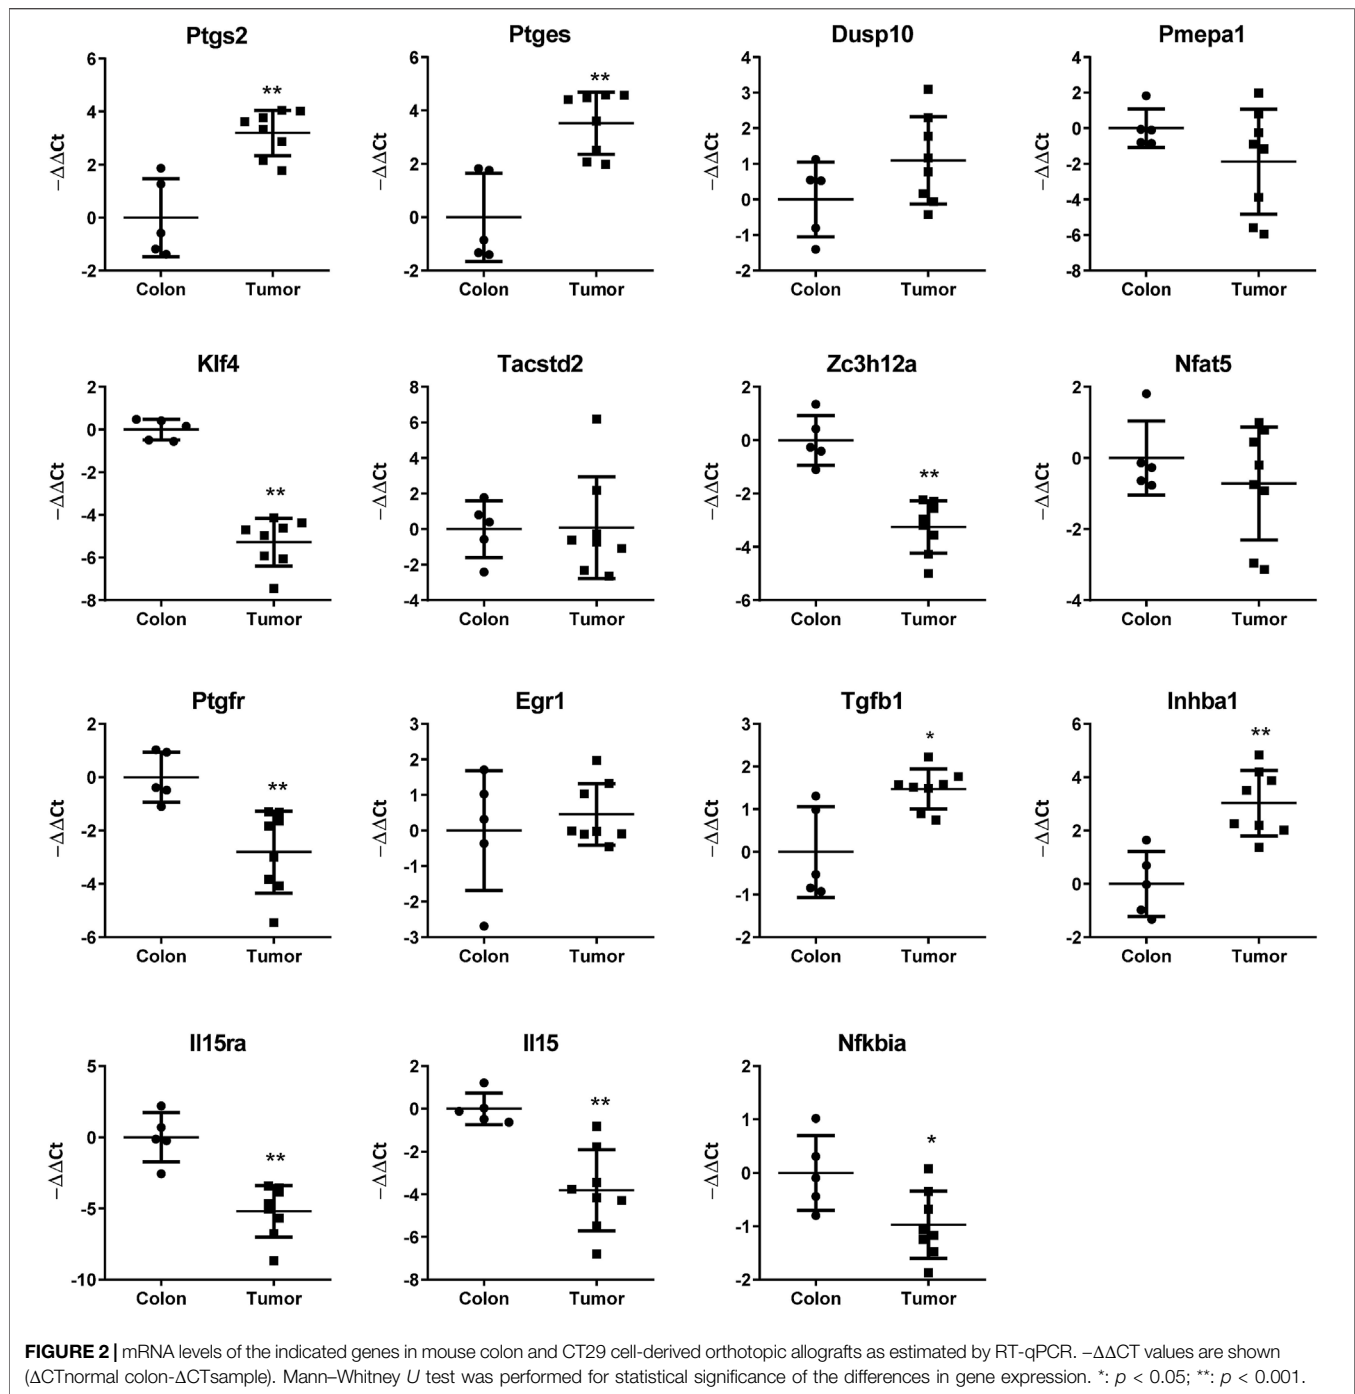 Ptgs2
Ptges
Dusp10
Pmepa1
6
4
2
0
-2
−ΔΔCt
**
Colon
Tumor
6
4
2
0
-2
−ΔΔCt
**
Colon
Tumor
4
3
2
1
0
-1
-2
−ΔΔCt
Colon
Tumor
4
2
0
-2
-4
-6
-8
−ΔΔCt
Colon
Tumor
Klf4
Tacstd2
Zc3h12a
Nfat5
2
0
-2
-4
-6
-8
−ΔΔCt
**
Colon
Tumor
8
6
4
2
0
-2
-4
−ΔΔCt
Colon
Tumor
2
0
-2
-4
-6
−ΔΔCt
**
Colon
Tumor
2
0
-2
-4
−ΔΔCt
Colon
Tumor
Ptgfr
Egr1
Tgfb1
Inhba1
2
0
-2
-4
-6
−ΔΔCt
**
Colon
Tumor
3
2
1
0
-1
-2
-3
−ΔΔCt
Colon
Tumor
3
2
1
0
-1
-2
−ΔΔCt
*
Colon
Tumor
6
4
2
0
-2
−ΔΔCt
**
Colon
Tumor
Il15ra
Il15
Nfkbia
5
0
-5
-10
−ΔΔCt
**
Colon
Tumor
2
0
-2
-4
-6
-8
−ΔΔCt
**
Colon
Tumor
2
1
0
-1
-2
−ΔΔCt
*
Colon
Tumor
FIGURE 2 | mRNA levels of the indicated genes in mouse colon and CT29 cell-derived orthotopic allografts as estimated by RT-qPCR. −ΔΔCT values are shown
(ΔCTnormal colon-ΔCTsample). Mann–Whitney U test was performed for statistical significance of the differences in gene expression. *: p < 0.05; **: p < 0.001.